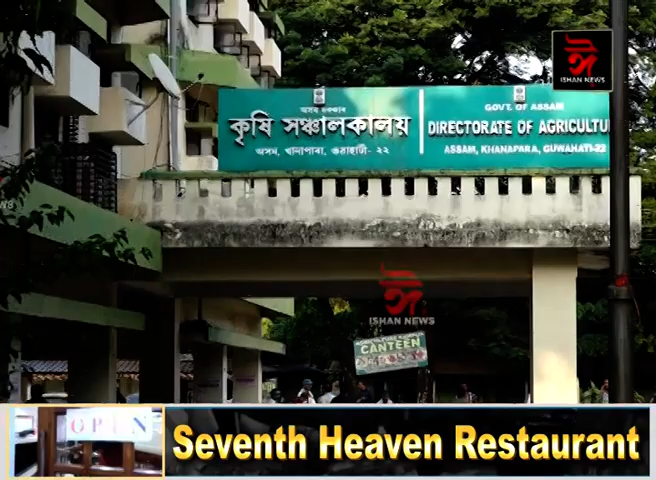 ঈ
ISHAN NEWS
অসম চৰকাৰ
কৃষি সঞ্চালকালয়
অসম, খানাপাৰা, গুৱাহাটী- ২২
GOVT. OF ASSAM
DIRECTORATE OF AGRICULTU
ASSAM, KHANAPARA, GUWAHATI-22
ঈ
ISHAN NEWS
CANTEEN
OPEN
Seventh Heaven Restaurant